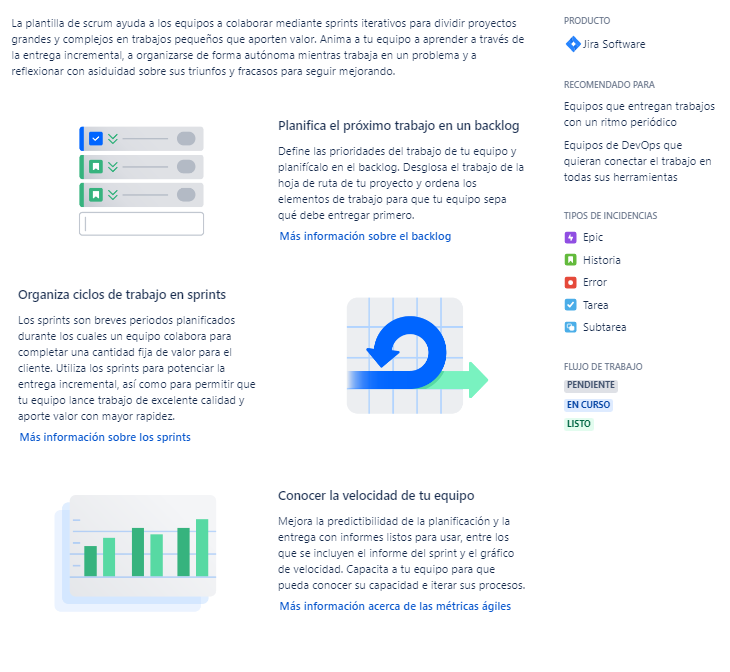 La plantilla de scrum ayuda a los equipos a colaborar mediante sprints iterativos para dividir proyectos
grandes y complejos en trabajos pequeños que aporten valor. Anima a tu equipo a aprender a través de
la entrega incremental, a organizarse de forma autónoma mientras trabaja en un problema y a
reflexionar con asiduidad sobre sus triunfos y fracasos para seguir mejorando.
Planifica el próximo trabajo en un backlog
Define las prioridades del trabajo de tu equipo y
planifícalo en el backlog. Desglosa el trabajo de la
hoja de ruta de tu proyecto y ordena los
elementos de trabajo para que tu equipo sepa
qué debe entregar primero.
Más información sobre el backlog
Organiza ciclos de trabajo en sprints
Los sprints son breves periodos planificados
durante los cuales un equipo colabora para
completar una cantidad fija de valor para el
cliente. Utiliza los sprints para potenciar la
entrega incremental, así como para permitir que
tu equipo lance trabajo de excelente calidad y
aporte valor con mayor rapidez.
Más información sobre los sprints
Conocer la velocidad de tu equipo
Mejora la predictibilidad de la planificación y la
entrega con informes listos para usar, entre los
que se incluyen el informe del sprint y el gráfico
de velocidad. Capacita a tu equipo para que
pueda conocer su capacidad e iterar sus procesos.
Más información acerca de las métricas ágiles
PRODUCTO
Jira Software
RECOMENDADO PARA
Equipos que entregan trabajos
con un ritmo periódico
Equipos de DevOps que
quieran conectar el trabajo en
todas sus herramientas
TIPOS DE INCIDENCIAS
Epic
Historia
Error
Tarea
Subtarea
FLUJO DE TRABAJO
PENDIENTE
EN CURSO
LISTO